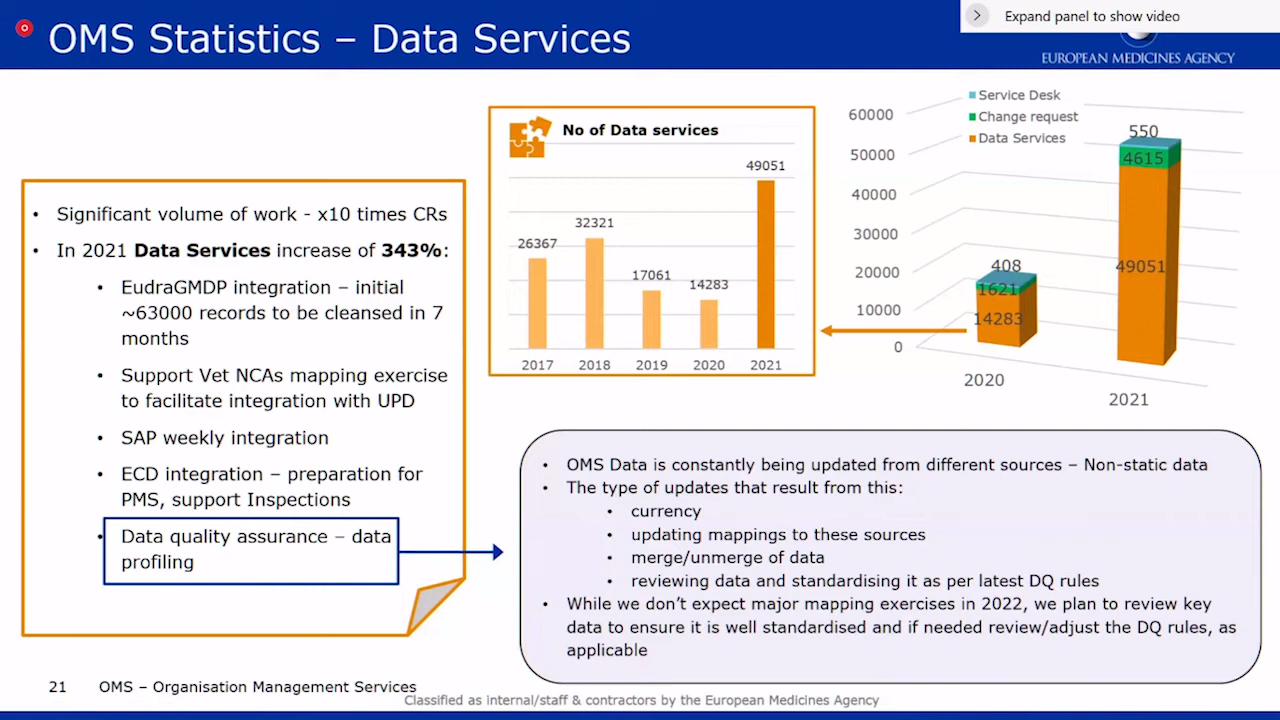 OMS Statistics – Data Services
Expand panel to show video
EUROPEAN MEDICINES AGENCY
• Significant volume of work - x10 times CRs
• In 2021 Data Services increase of 343%:
• EudraGMDP integration – initial
~63000 records to be cleansed in 7
months
• Support Vet NCAs mapping exercise
to facilitate integration with UPD
• SAP weekly integration
• ECD integration – preparation for
PMS, support Inspections
• Data quality assurance – data
profiling
No of Data services
49051
32321
26367
17061
14283
2017 2018 2019 2020 2021
Service Desk
Change request
Data Services
60000
50000
40000
30000
20000
10000
0
408
1621
14283
550
4615
49051
2020
2021
• OMS Data is constantly being updated from different sources – Non-static data
• The type of updates that result from this:
• currency
• updating mappings to these sources
• merge/unmerge of data
• reviewing data and standardising it as per latest DQ rules
• While we don't expect major mapping exercises in 2022, we plan to review key
data to ensure it is well standardised and if needed review/adjust the DQ rules, as
applicable
21 OMS – Organisation Management Services
Classified as internal/staff & contractors by the European Medicines Agency